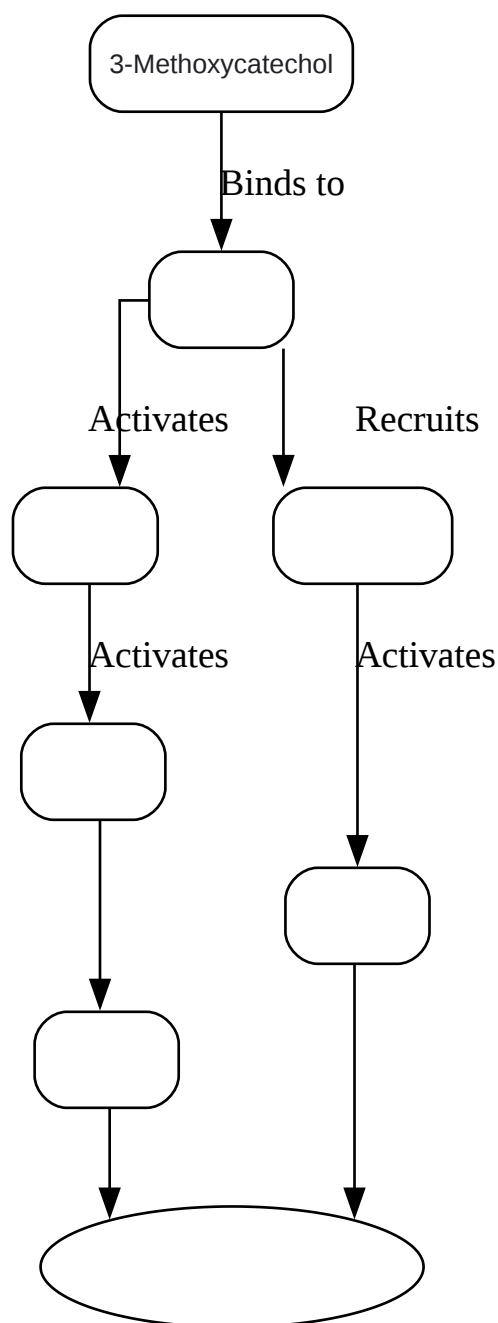 3-Methoxycatechol
Binds to
Activates
Recruits
Activates
Activates